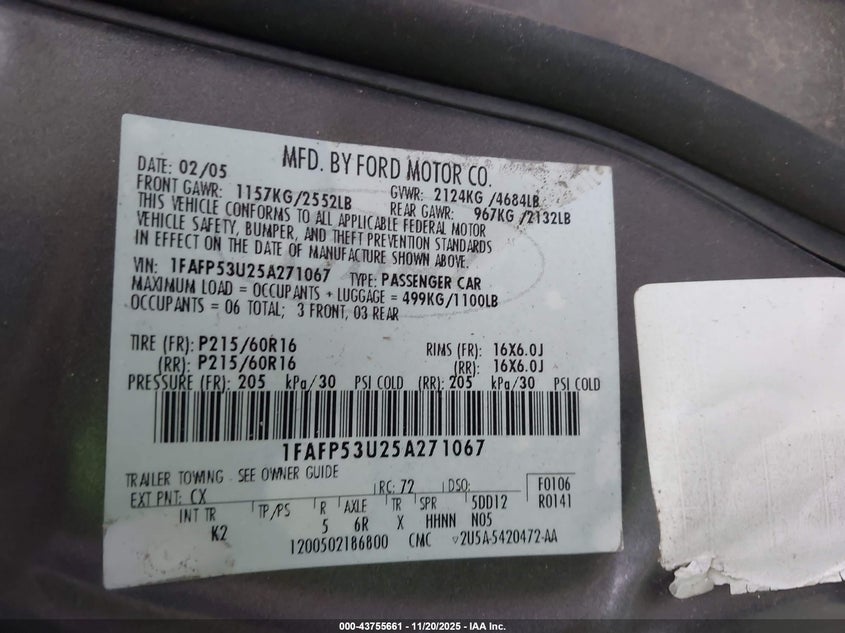 MFD. BY FORD MOTOR CO.
DATE: 02/05
FRONT GAWR: 1157KG/2552LB
GVWR: 2124KG /4684LB
REAR GAWR: 967KG /2132LB
THIS VEHICLE CONFORMS TO ALL APPLICABLE FEDERAL MOTOR
VEHICLE SAFETY, BUMPER, AND THEFT PREVENTION STANDARDS
IN EFFECT ON THE DATE OF MANUFACTURE SHOWN ABOVE.
VIN: 1FAFP53U25A271067 TYPE: PASSENGER CAR
MAXIMUM LOAD = OCCUPANTS + LUGGAGE = 499KG/1100LB
OCCUPANTS = 06 TOTAL; 3 FRONT, 03 REAR
TIRE (FR): P215/60R16 RIMS (FR): 16X6.0J
(RR): P215/60R16 (RR): 16X6.0J
PRESSURE (FR): 205 kPa/30 PSI COLD (RR): 205 kPa/30 PSI COLD
1FAFP53U25A271067
TRAILER TOWING - SEE OWNER GUIDE
EXT PNT: CX RC: 72 DSO: F0106
R0141
INT TR TP/PS R AXLE TR SPR 5DD12
K2 5 6R X HHNN N05
1200502186800 CMC 2U5A-5420472-AA
000-43755661 - 11/20/2025 - IAA Inc.